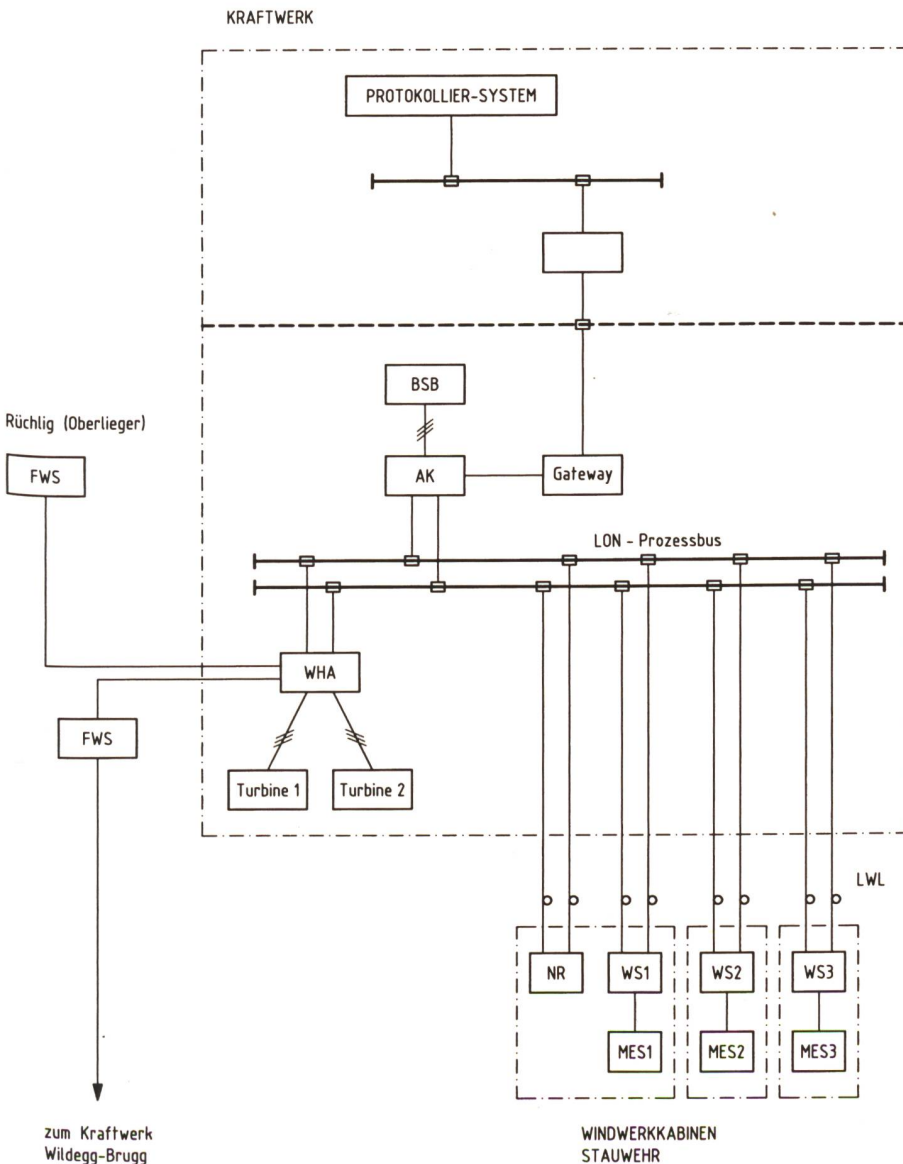 KRAFTWERK
PROTOKOLLIER-SYSTEM
BSB
Rüchlig (Oberlieger)
FWS
AK
Gateway
LON - Prozessbus
WHA
FWS
Turbine 1
Turbine 2
LWL
NR
WS1
WS2
WS3
MES1
MES2
MES3
zum Kraftwerk
Wildegg-Brugg
WINDWERKKABINEN
STAUWEHR